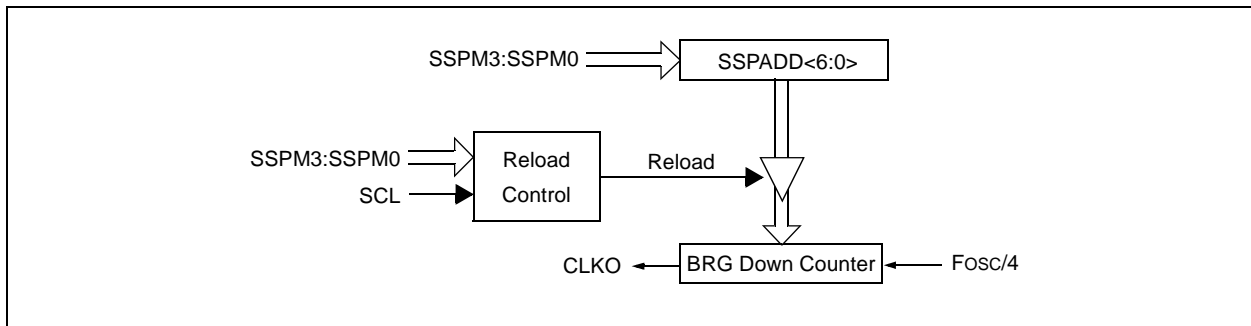 SSPM3:SSPM0
SSPADD<6:0>
SSPM3:SSPM0
SCL
Reload
Control
Reload
CLKO
BRG Down Counter
FOSC/4